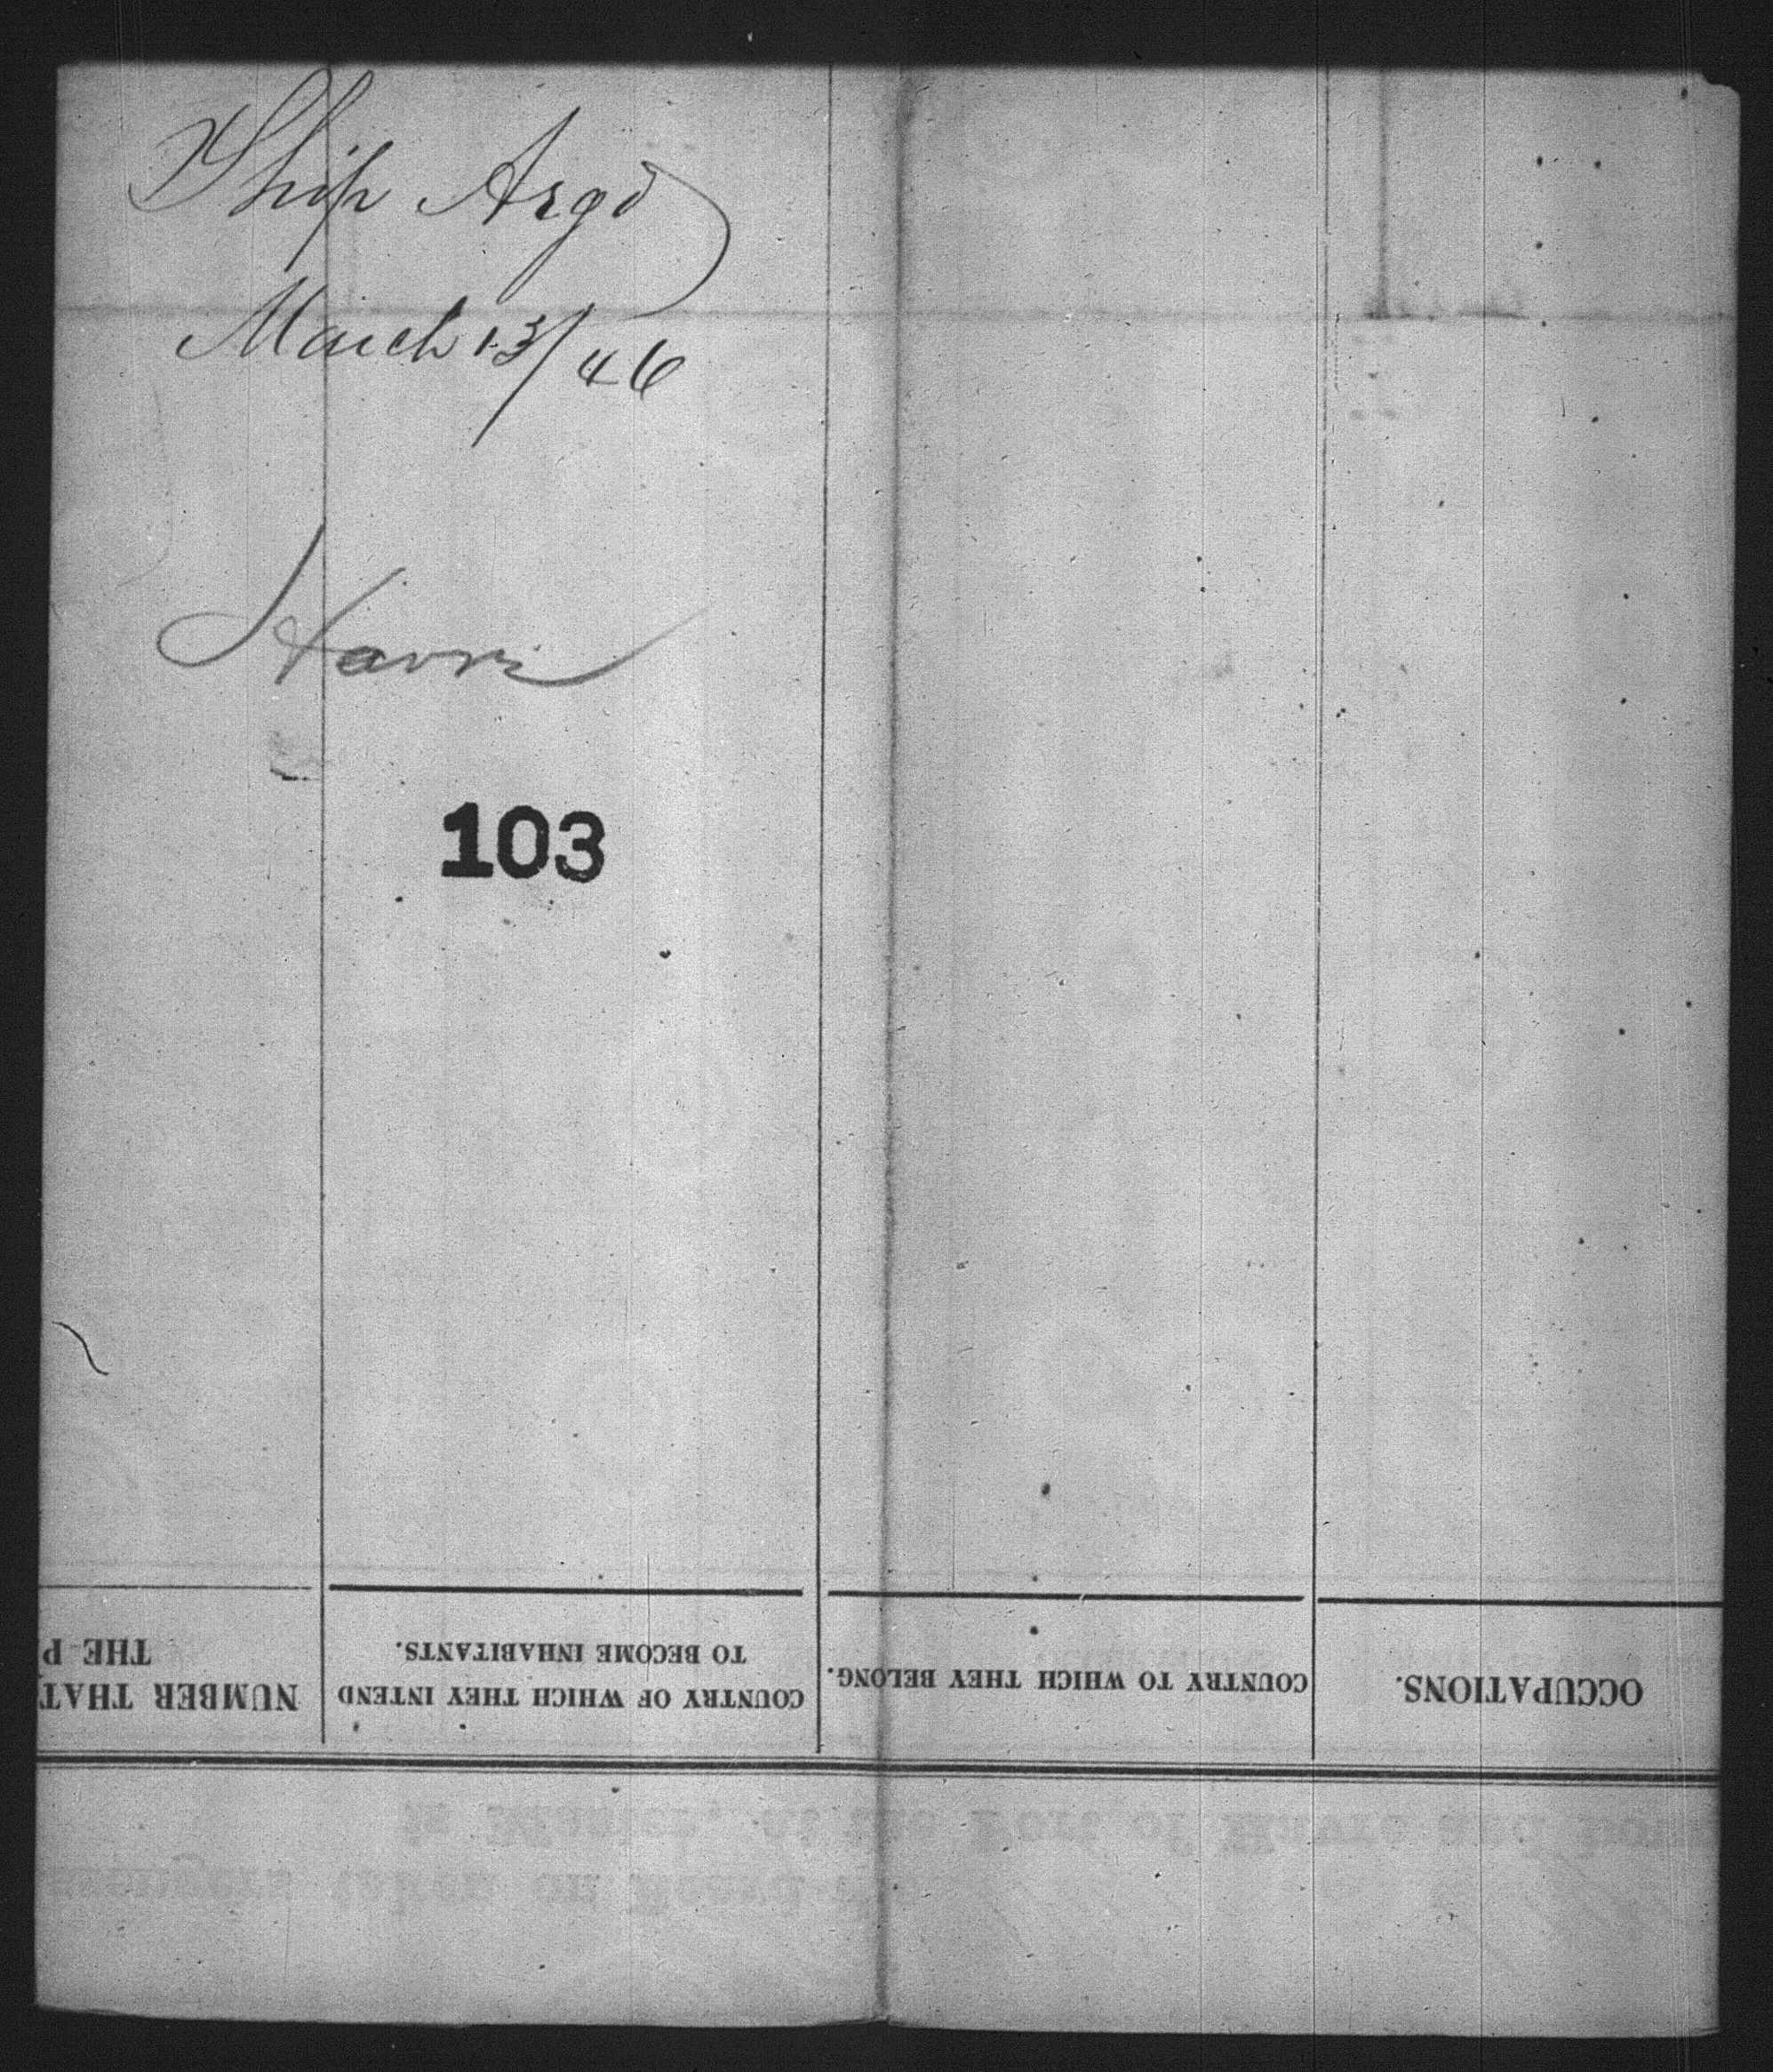 Ship Argo
March 13/46
Havre
103
OCCUPATIONS.
COUNTRY TO WHICH THEY BELONG.
COUNTRY OF WHICH THEY INTEND
TO BECOME INHABITANTS.
NUMBER THAT
THE P